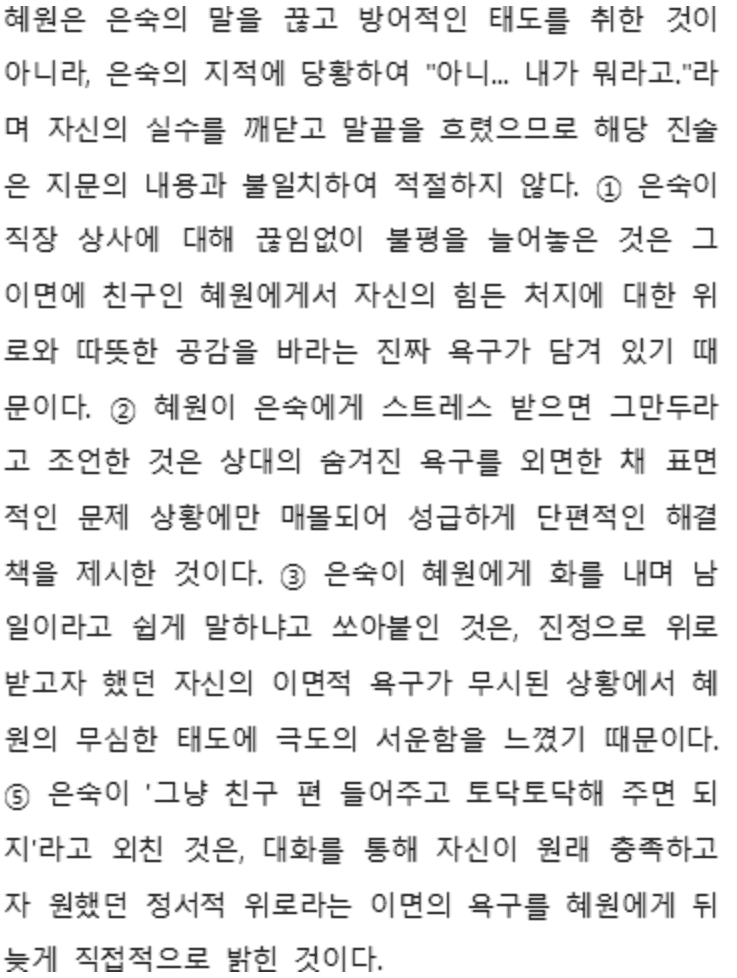 혜원은 은숙의 말을 끊고 방어적인 태도를 취한 것이
아니라, 은숙의 지적에 당황하여 "아니... 내가 뭐라고."라
며 자신의 실수를 깨닫고 말끝을 흐렸으므로 해당 진술
은 지문의 내용과 불일치하여 적절하지 않다. ① 은숙이
직장 상사에 대해 끊임없이 불평을 늘어놓은 것은 그
이면에 친구인 혜원에게서 자신의 힘든 처지에 대한 위
로와 따뜻한 공감을 바라는 진짜 욕구가 담겨 있기 때
문이다. ② 혜원이 은숙에게 스트레스 받으면 그만두라
고 조언한 것은 상대의 숨겨진 욕구를 외면한 채 표면
적인 문제 상황에만 매몰되어 성급하게 단편적인 해결
책을 제시한 것이다. ③ 은숙이 혜원에게 화를 내며 남
일이라고 쉽게 말하냐고 쏘아붙인 것은, 진정으로 위로
받고자 했던 자신의 이면적 욕구가 무시된 상황에서 혜
원의 무심한 태도에 극도의 서운함을 느꼈기 때문이다.
⑤ 은숙이 '그냥 친구 편 들어주고 토닥토닥해 주면 되
지'라고 외친 것은, 대화를 통해 자신이 원래 충족하고
자 원했던 정서적 위로라는 이면의 욕구를 혜원에게 뒤
늦게 직접적으로 밝힌 것이다.